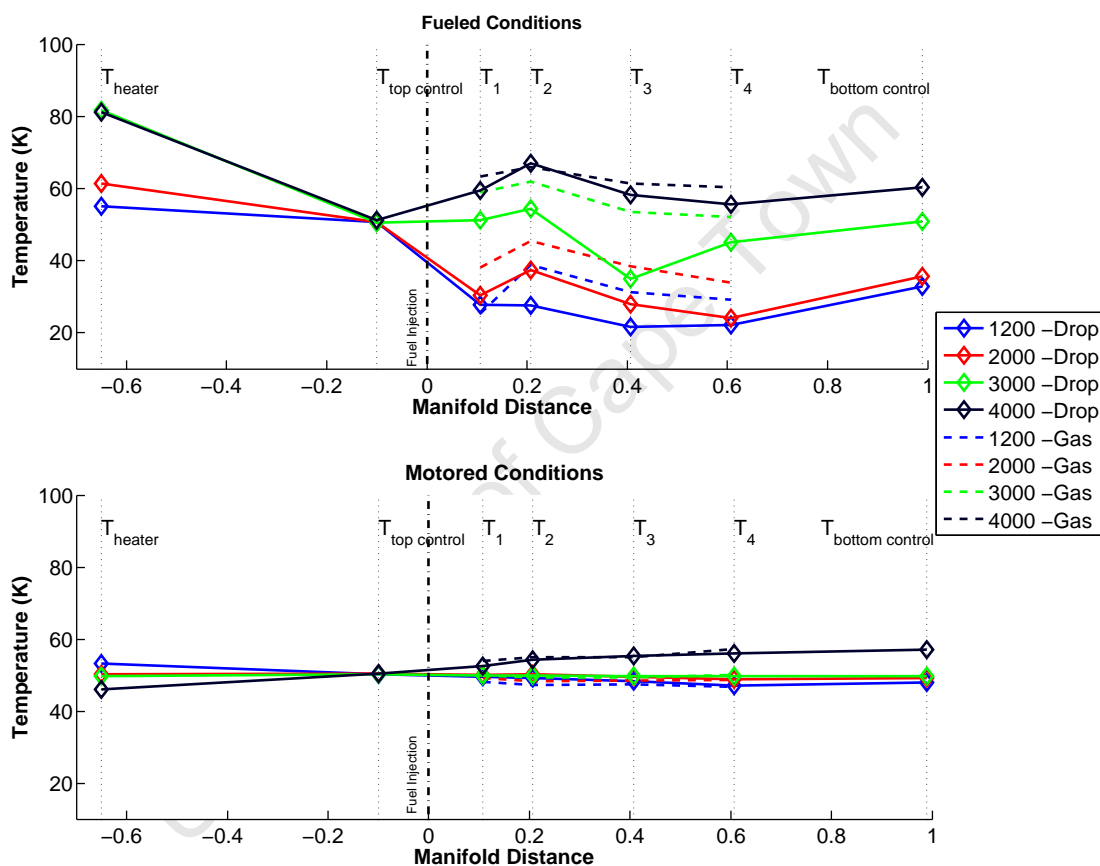 Fueled Conditions
100
80
60
40
20
Temperature (K)
T heater
T top control
T 1
T 2
T 3
T 4
T bottom control
Fuel Injection
−0.6 −0.4 −0.2 0 0.2 0.4 0.6 0.8 1
Manifold Distance
1200 −Drop
2000 −Drop
3000 −Drop
4000 −Drop
1200 −Gas
2000 −Gas
3000 −Gas
4000 −Gas
Motored Conditions
100
80
60
40
20
Temperature (K)
T heater
T top control
T 1
T 2
T 3
T 4
T bottom control
Fuel Injection
−0.6 −0.4 −0.2 0 0.2 0.4 0.6 0.8 1
Manifold Distance
of Cape Town